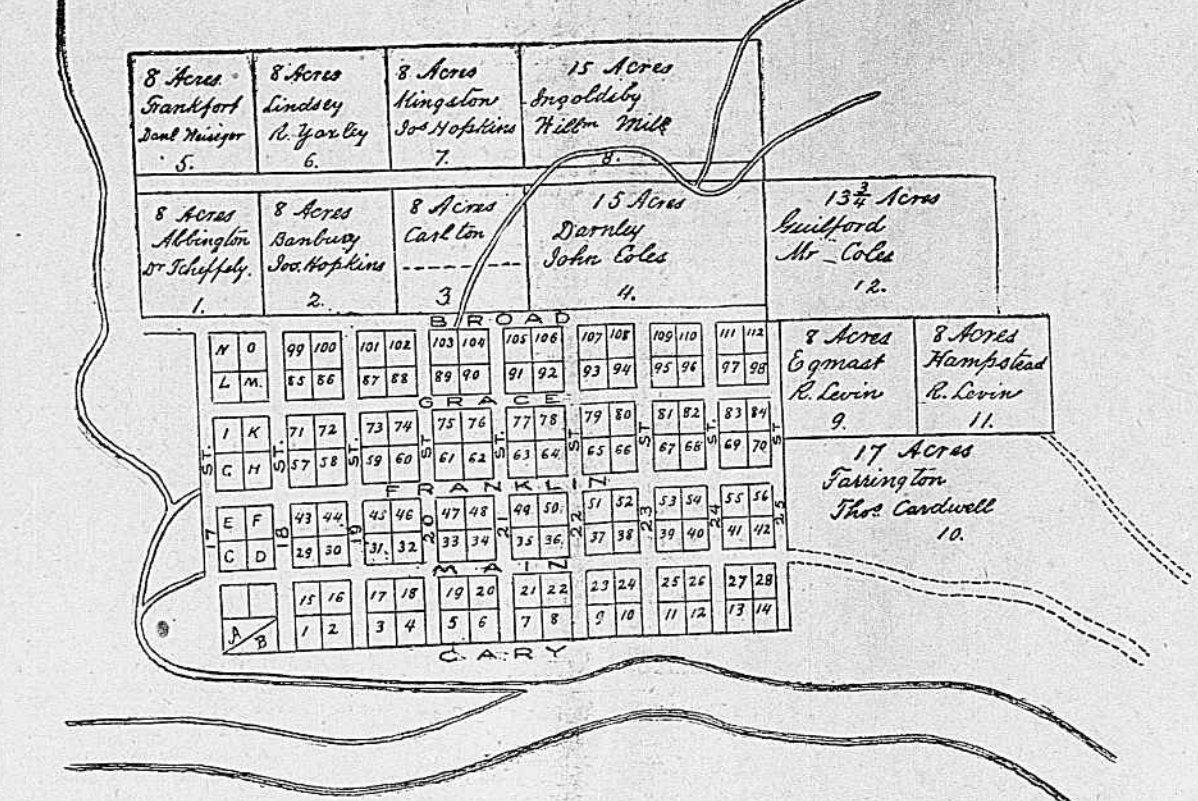 8 Acres
Frankfort
Danl Weisiger
5.
8 Acres
Lindsey
R. Yaxley
6.
8 Acres
Kingston
Jos Hopkins
7.
15 Acres
Ingoldsby
Willm Mills
8.
8 Acres
Abbington
Dr Tscheffely.
1.
8 Acres
Banbury
Jos. Hopkins
2.
8 Acres
Carlton
3
15 Acres
Darnley
John Coles
4.
13 3/4 Acres
Guilford
Mr Coles
12.
8 Acres
Egmast
R. Levin
9.
8 Acres
Hampstead
R. Levin
11.
17 Acres
Farrington
Thos. Cardwell
10.
BROAD
N O 99 100 101 102 103 104 105 106 107 108 109 110 111 112
L M. 85 86 87 88 89 90 91 92 93 94 95 96 97 98
GRACE
I K 71 72 73 74 75 76 77 78 79 80 81 82 83 84
G H 57 58 59 60 61 62 63 64 65 66 67 68 69 70
17 ST. 18 ST. 19 ST. 20 ST 21 ST. 22 ST 23 ST 24 ST. 25 ST
FRANKLIN
E F 43 44 45 46 47 48 49 50 51 52 53 54 55 56
C D 29 30 31. 32 33 34 35 36 37 38 39 40 41 42
MAIN
15 16 17 18 19 20 21 22 23 24 25 26 27 28
A B 1 2 3 4 5 6 7 8 9 10 11 12 13 14
CARY